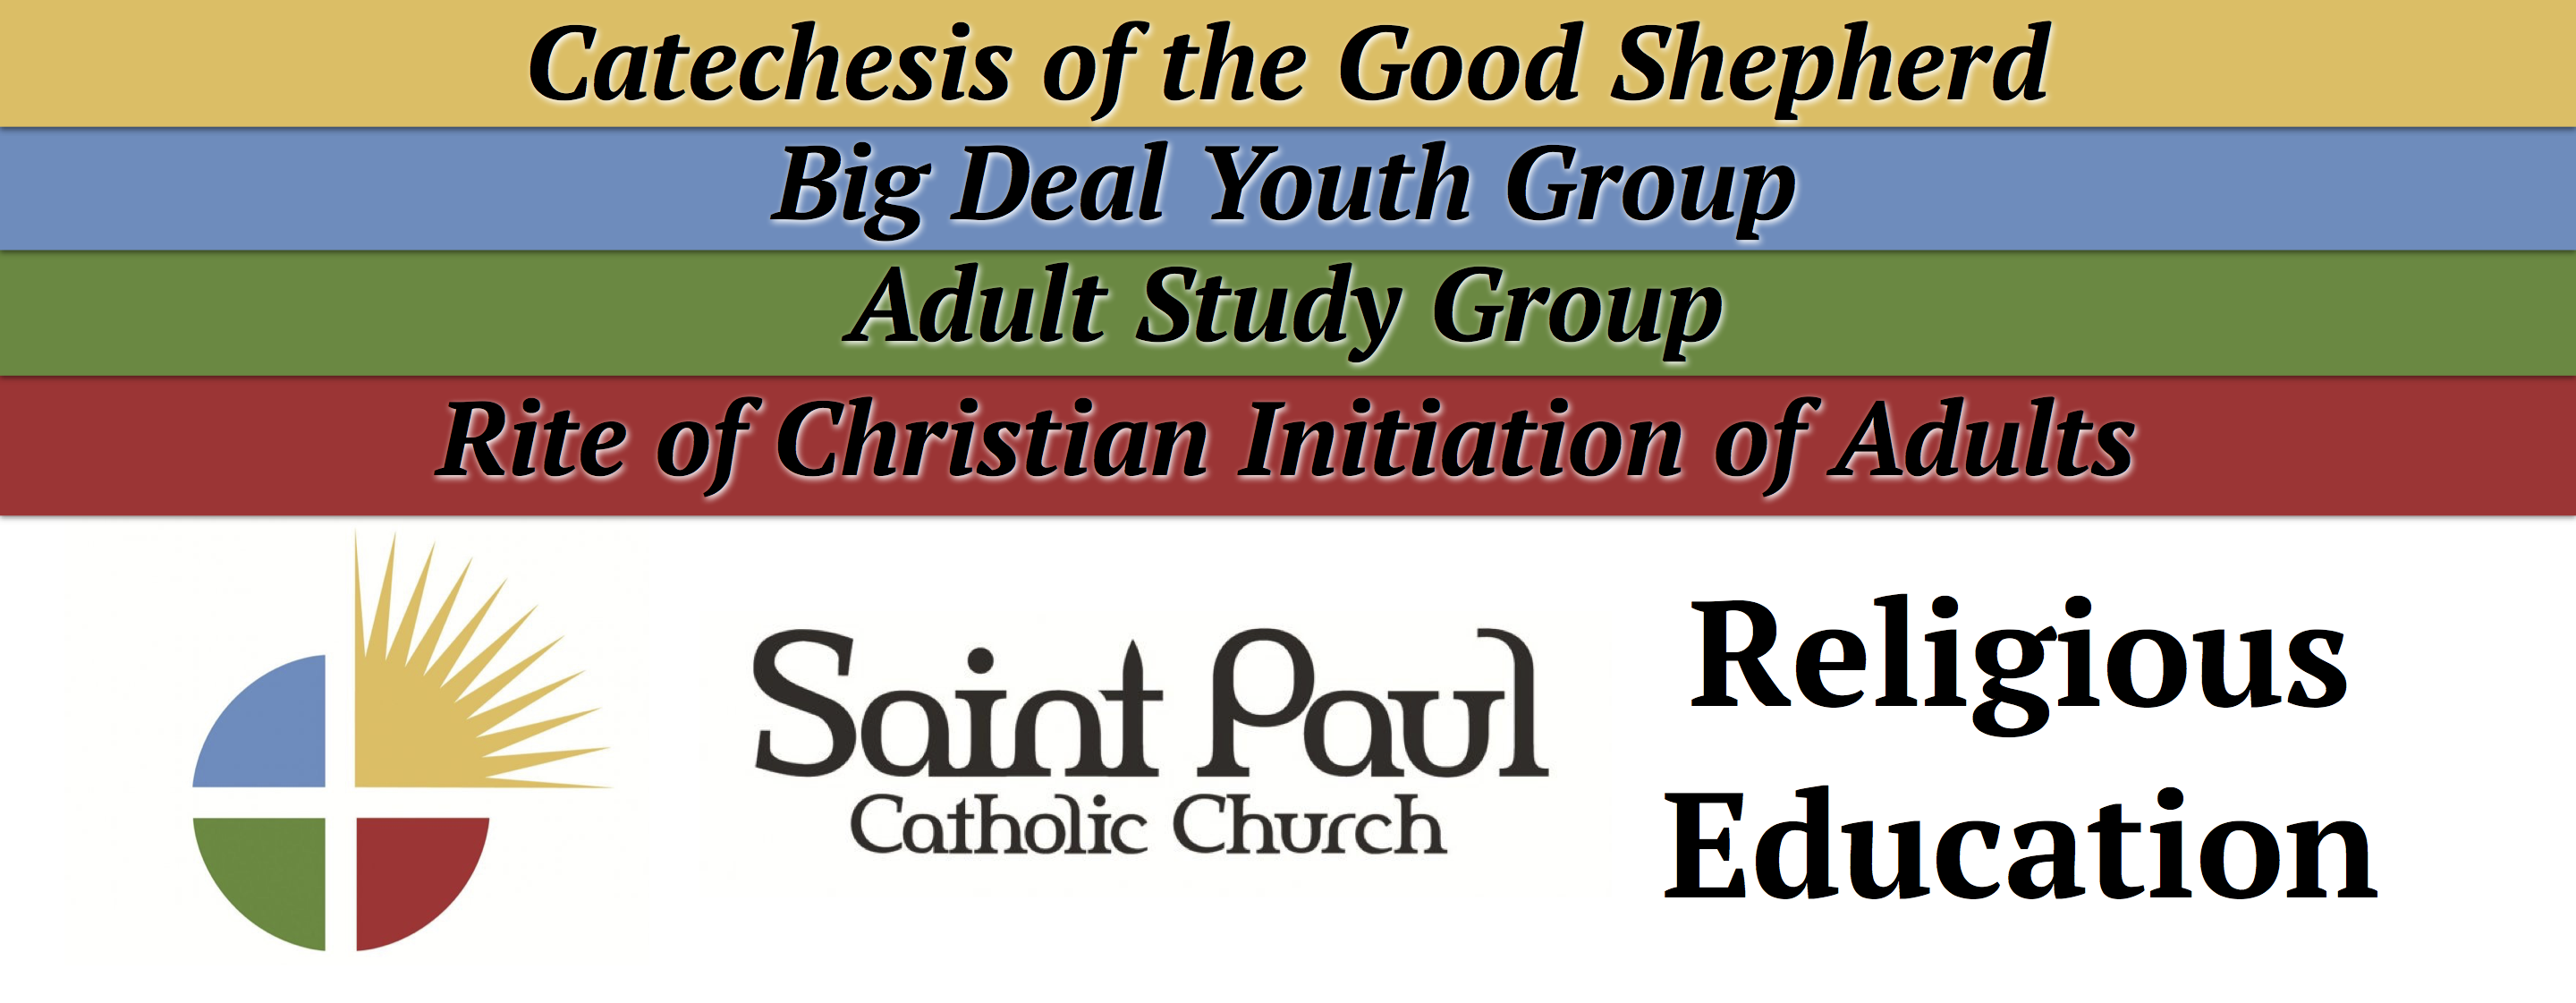 Catechesis of the Good Shepherd
Big Deal Youth Group
Adult Study Group
Rite of Christian Initiation of Adults
Saint Paul
Catholic Church
Religious
Education